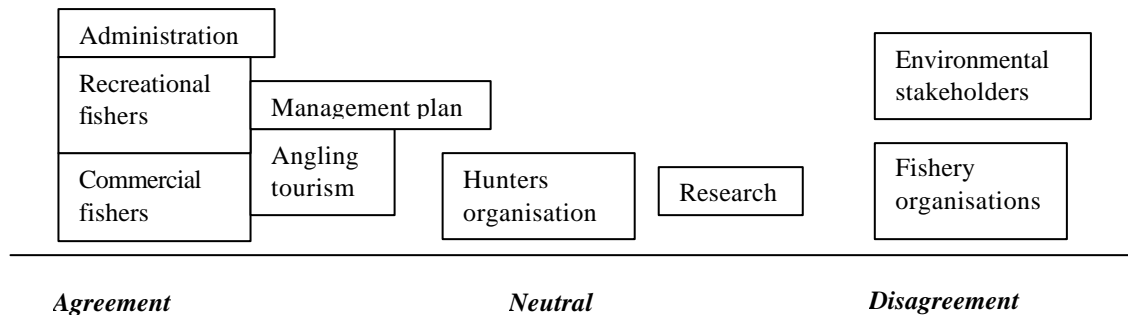 Administration
Recreational
fishers
Management plan
Commercial
fishers
Angling
tourism
Hunters
organisation
Research
Environmental
stakeholders
Fishery
organisations
Agreement
Neutral
Disagreement